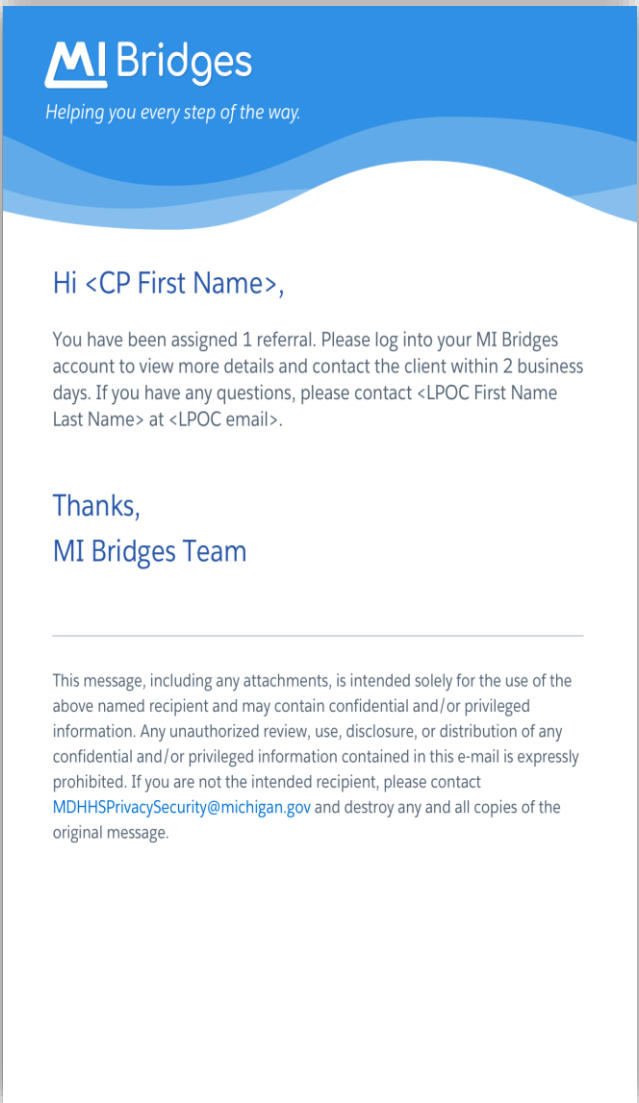 MI Bridges
Helping you every step of the way.
Hi <CP First Name>,
You have been assigned 1 referral. Please log into your MI Bridges
account to view more details and contact the client within 2 business
days. If you have any questions, please contact <LPOC First Name
Last Name> at <LPOC email>.
Thanks,
MI Bridges Team
This message, including any attachments, is intended solely for the use of the
above named recipient and may contain confidential and/or privileged
information. Any unauthorized review, use, disclosure, or distribution of any
confidential and/or privileged information contained in this e-mail is expressly
prohibited. If you are not the intended recipient, please contact
MDHHSPrivacySecurity@michigan.gov and destroy any and all copies of the
original message.